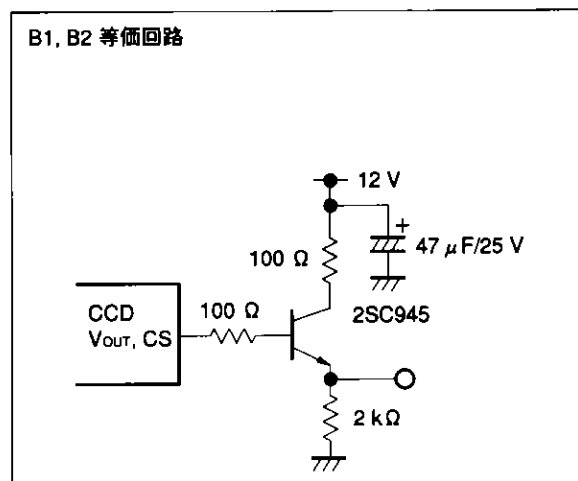 B1, B2 等価回路
12 V
+
47 μF/25 V
100 Ω
2SC945
100 Ω
CCD
VOUT, CS
2 kΩ